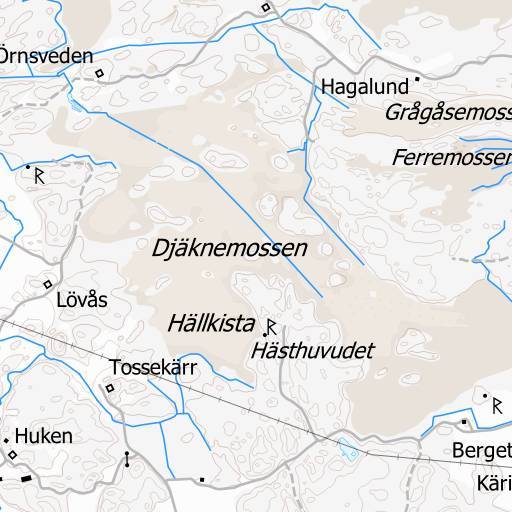 Örnsveden
Hagalund
Grågåsemoss
Ferremossen
Djäknemossen
Lövås
Hällkista
Hästhuvudet
Tossekärr
Huken
Berget
Käri